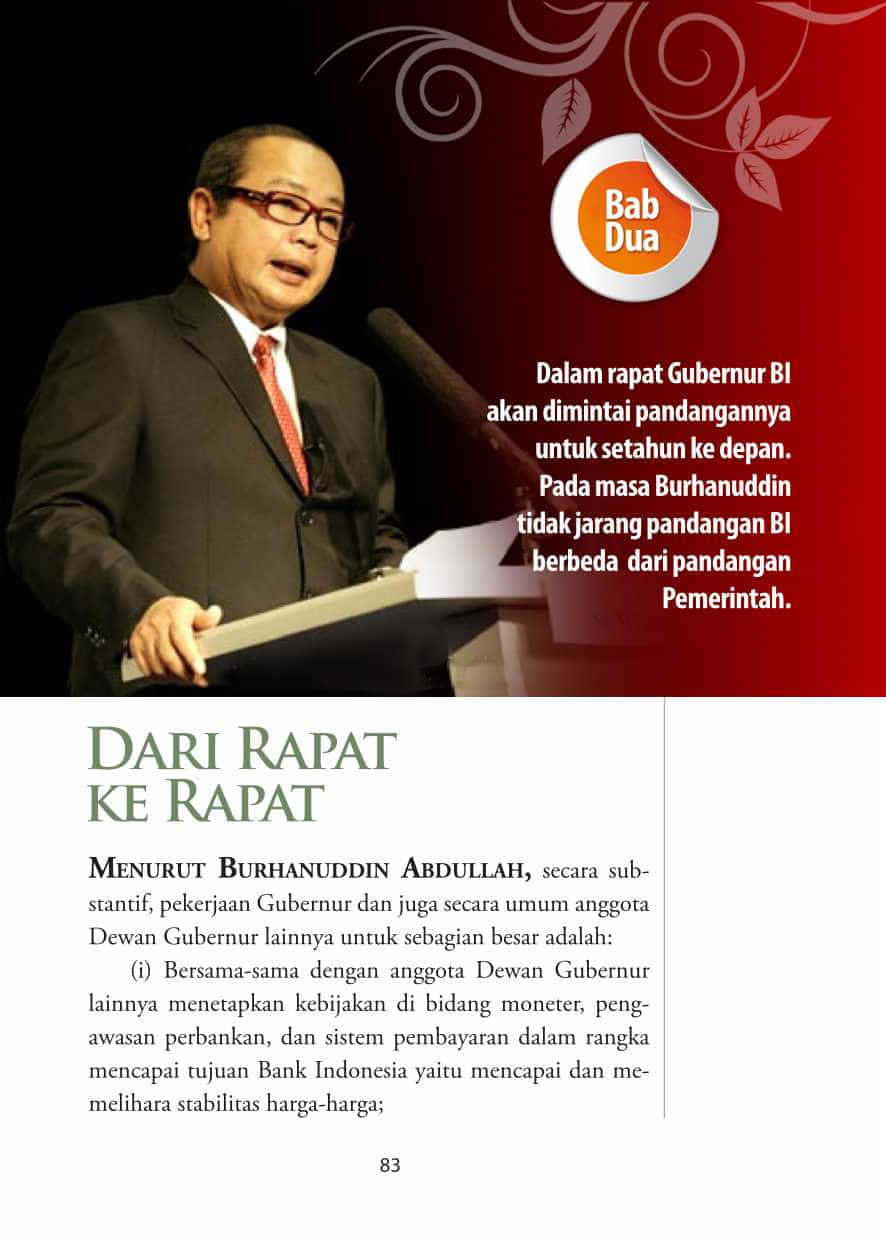 Bab
Dua
Dalam rapat Gubernur BI
akan dimintai pandangannya
untuk setahun ke depan.
Pada masa Burhanuddin
tidak jarang pandangan BI
berbeda dari pandangan
Pemerintah.
DARI RAPAT
KE RAPAT
MENURUT BURHANUDDIN ABDULLAH, secara sub-
stantif, pekerjaan Gubernur dan juga secara umum anggota
Dewan Gubernur lainnya untuk sebagian besar adalah:
(i) Bersama-sama dengan anggota Dewan Gubernur
lainnya menetapkan kebijakan di bidang moneter, peng-
awasan perbankan, dan sistem pembayaran dalam rangka
mencapai tujuan Bank Indonesia yaitu mencapai dan me-
melihara stabilitas harga-harga;
83